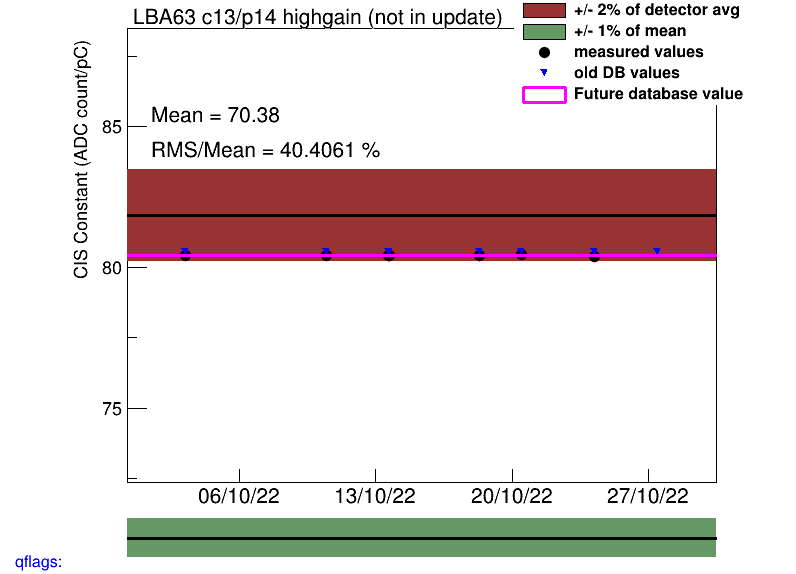 LBA63 c13/p14 highgain (not in update)
+/- 2% of detector avg
+/- 1% of mean
measured values
old DB values
Future database value
CIS Constant (ADC count/pC)
Mean = 70.38
RMS/Mean = 40.4061 %
85
80
75
06/10/22 13/10/22 20/10/22 27/10/22
qflags: